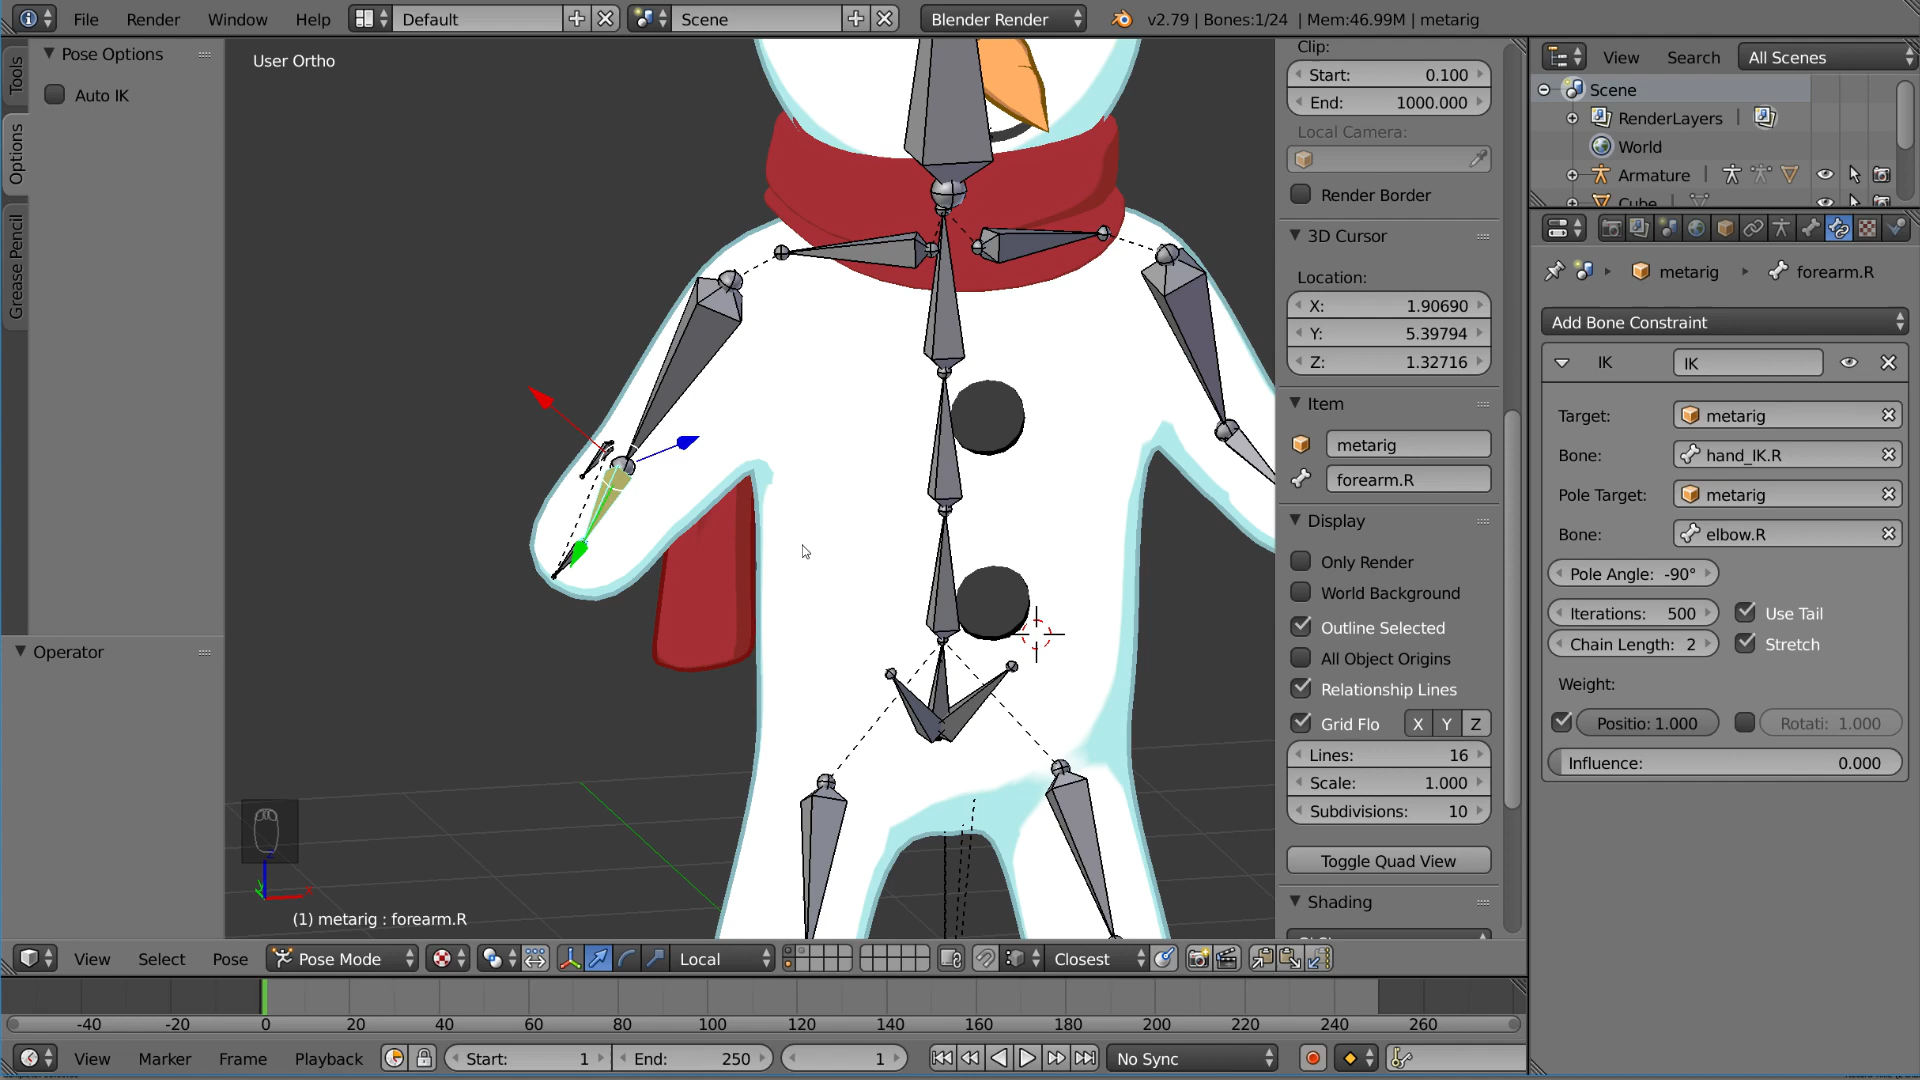 File Render Window Help Default Scene Blender Render v2.79 | Bones:1/24 | Mem:46.99M | metarig
Tools
Options
Grease Pencil
Pose Options
Auto IK
Operator
User Ortho
(1) metarig : forearm.R
Clip:
Start: 0.100
End: 1000.000
Local Camera:
Render Border
3D Cursor
Location:
X: 1.90690
Y: 5.39794
Z: 1.32716
Item
metarig
forearm.R
Display
Only Render
World Background
Outline Selected
All Object Origins
Relationship Lines
Grid Flo X Y Z
Lines: 16
Scale: 1.000
Subdivisions: 10
Toggle Quad View
Shading
View Search All Scenes
Scene
RenderLayers |
World
Armature |
Cube
metarig forearm.R
Add Bone Constraint
IK IK
Target: metarig
Bone: hand_IK.R
Pole Target: metarig
Bone: elbow.R
Pole Angle: -90°
Iterations: 500 Use Tail
Chain Length: 2 Stretch
Weight:
Positio: 1.000 Rotati: 1.000
Influence: 0.000
View Select Pose Pose Mode Local Closest
-40 -20 0 20 40 60 80 100 120 140 160 180 200 220 240 260
View Marker Frame Playback Start: 1 End: 250 1 No Sync